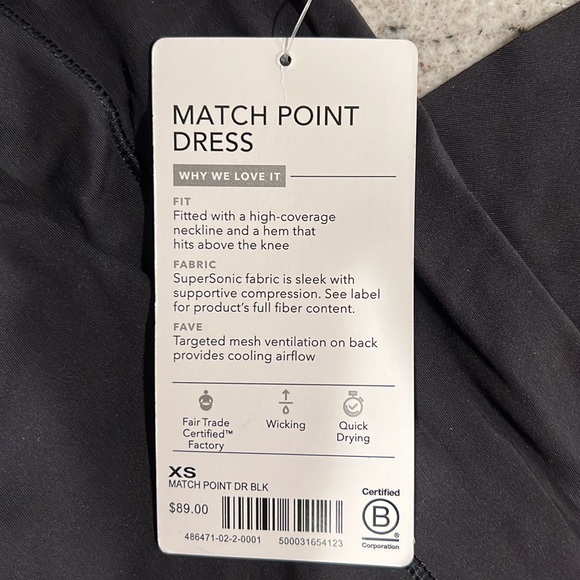 MATCH POINT
DRESS
WHY WE LOVE IT
FIT
Fitted with a high-coverage
neckline and a hem that
hits above the knee
FABRIC
SuperSonic fabric is sleek with
supportive compression. See label
for product's full fiber content.
FAVE
Targeted mesh ventilation on back
provides cooling airflow
Fair Trade
Certified™
Factory
Wicking
Quick
Drying
XS
MATCH POINT DR BLK
$89.00
486471-02-2-0001 500031654123
Certified
B®
Corporation